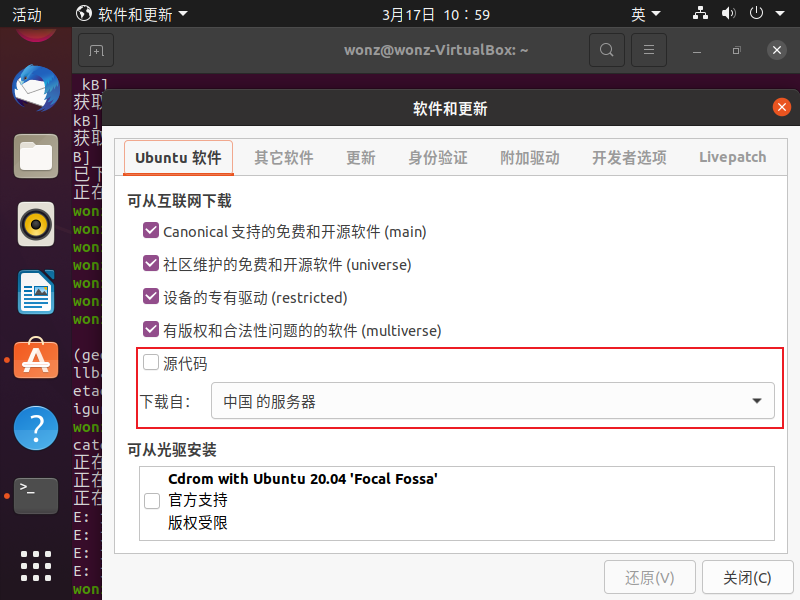 活动
软件和更新
3月17日 10：59
英
wonz@wonz-VirtualBox: ~
kB]
获取
kB]
获取
B]
已下
正在
wonz
wonz
wonz
wonz
wonz
wonz
wonz
(ged
llba
etad
igu
wonz
cato
正在
正在
正在
E:
E:
E:
E:
wonz
软件和更新
Ubuntu 软件
其它软件
更新
身份验证
附加驱动
开发者选项
Livepatch
可从互联网下载
Canonical 支持的免费和开源软件 (main)
社区维护的免费和开源软件 (universe)
设备的专有驱动 (restricted)
有版权和合法性问题的的软件 (multiverse)
源代码
下载自：
中国 的服务器
可从光驱安装
Cdrom with Ubuntu 20.04 'Focal Fossa'
官方支持
版权受限
还原(V)
关闭(C)